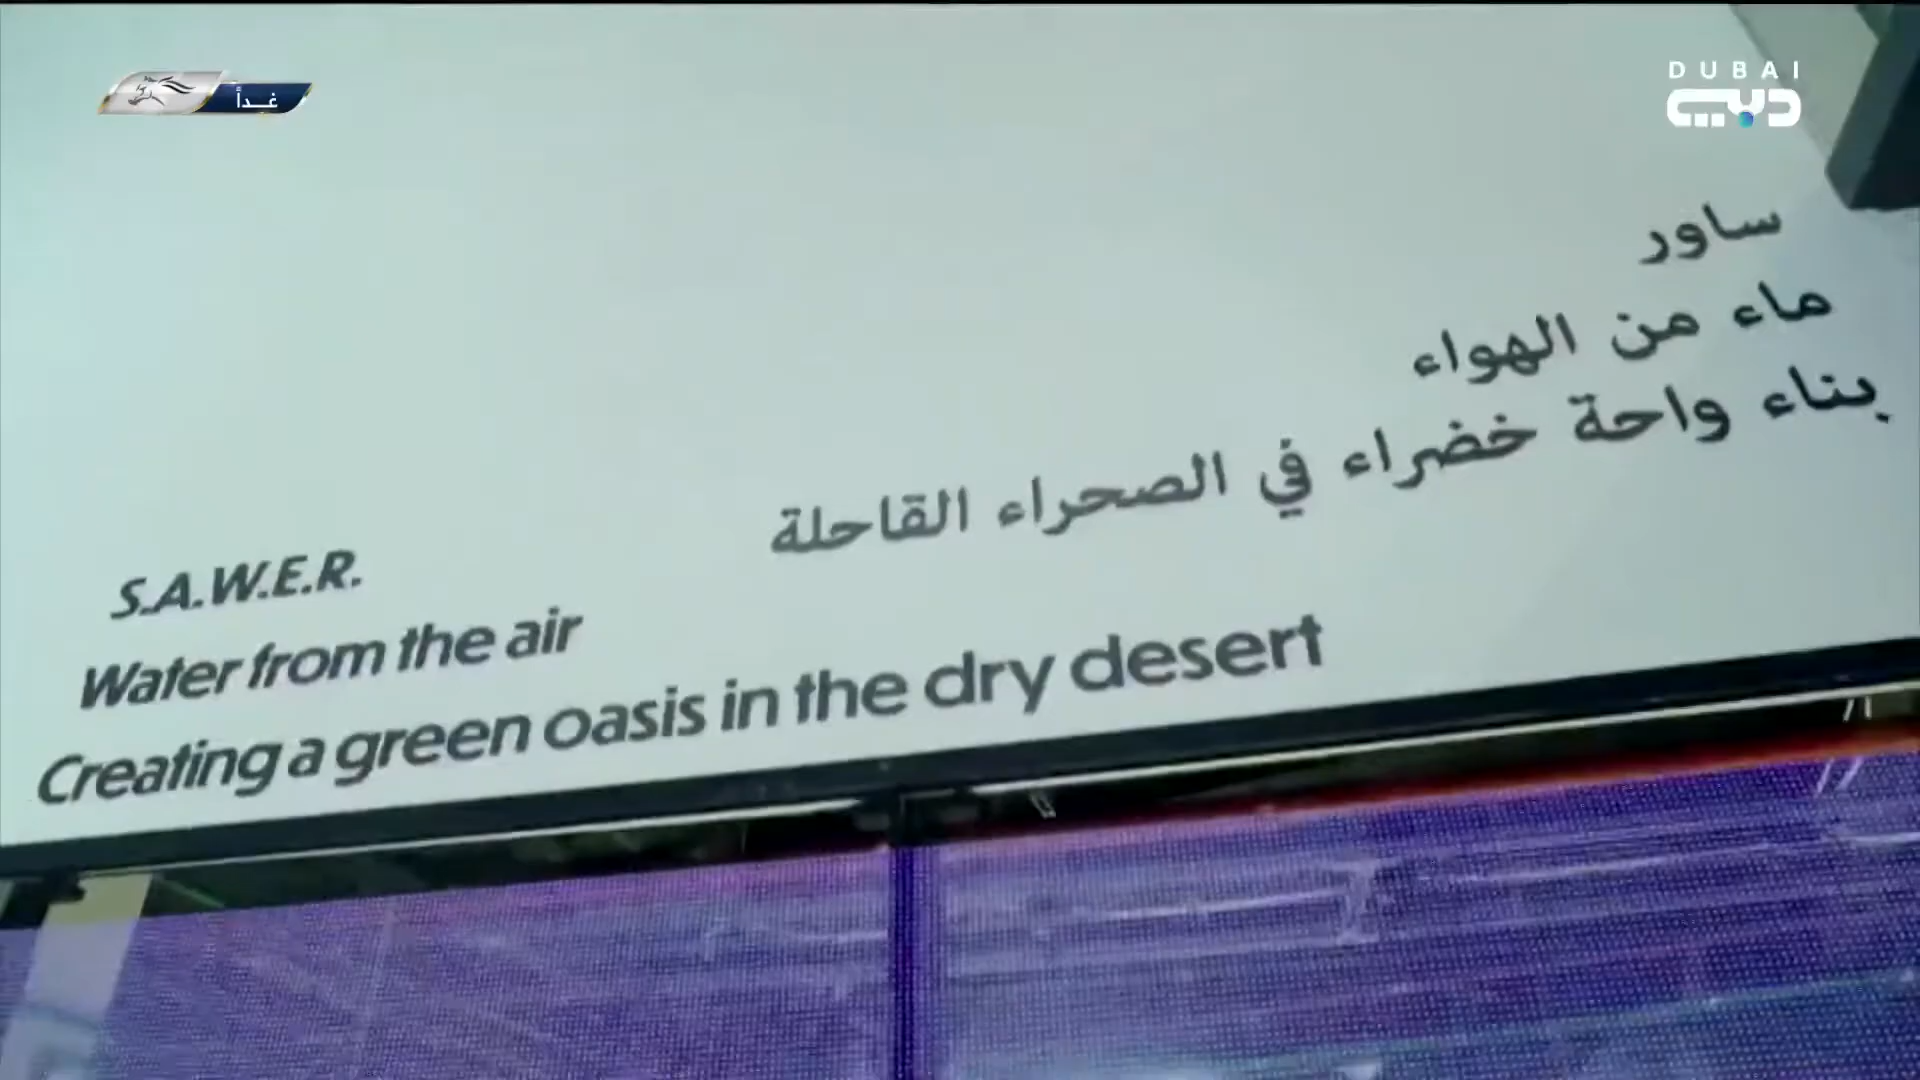 غداً
DUBAI
دبي
ساور
ماء من الهواء
بناء واحة خضراء في الصحراء القاحلة
S.A.W.E.R.
Water from the air
Creating a green oasis in the dry desert